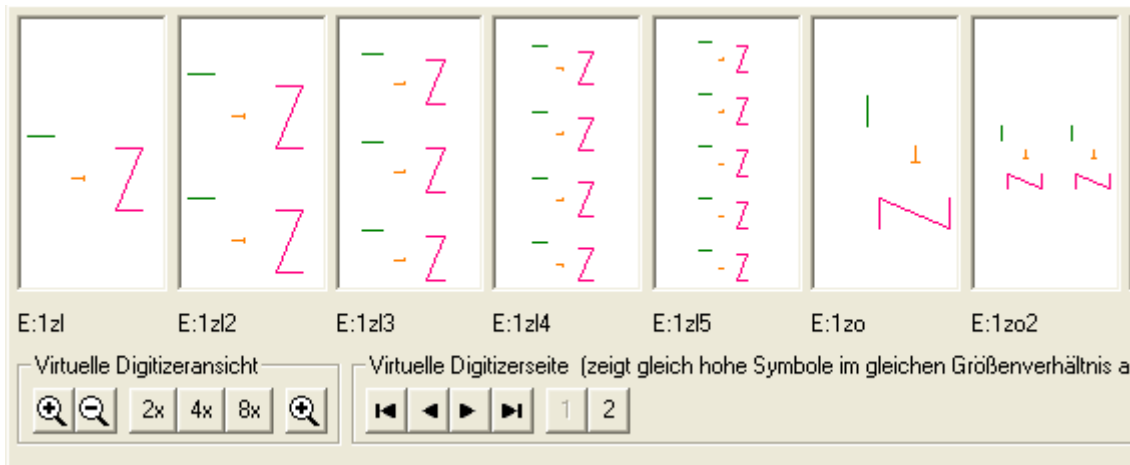 E:1zl E:1zl2 E:1zl3 E:1zl4 E:1zl5 E:1zo E:1zo2
Virtuelle Digitizeransicht Virtuelle Digitizerseite (zeigt gleich hohe Symbole im gleichen Größenverhältnis a
2x 4x 8x 1 2